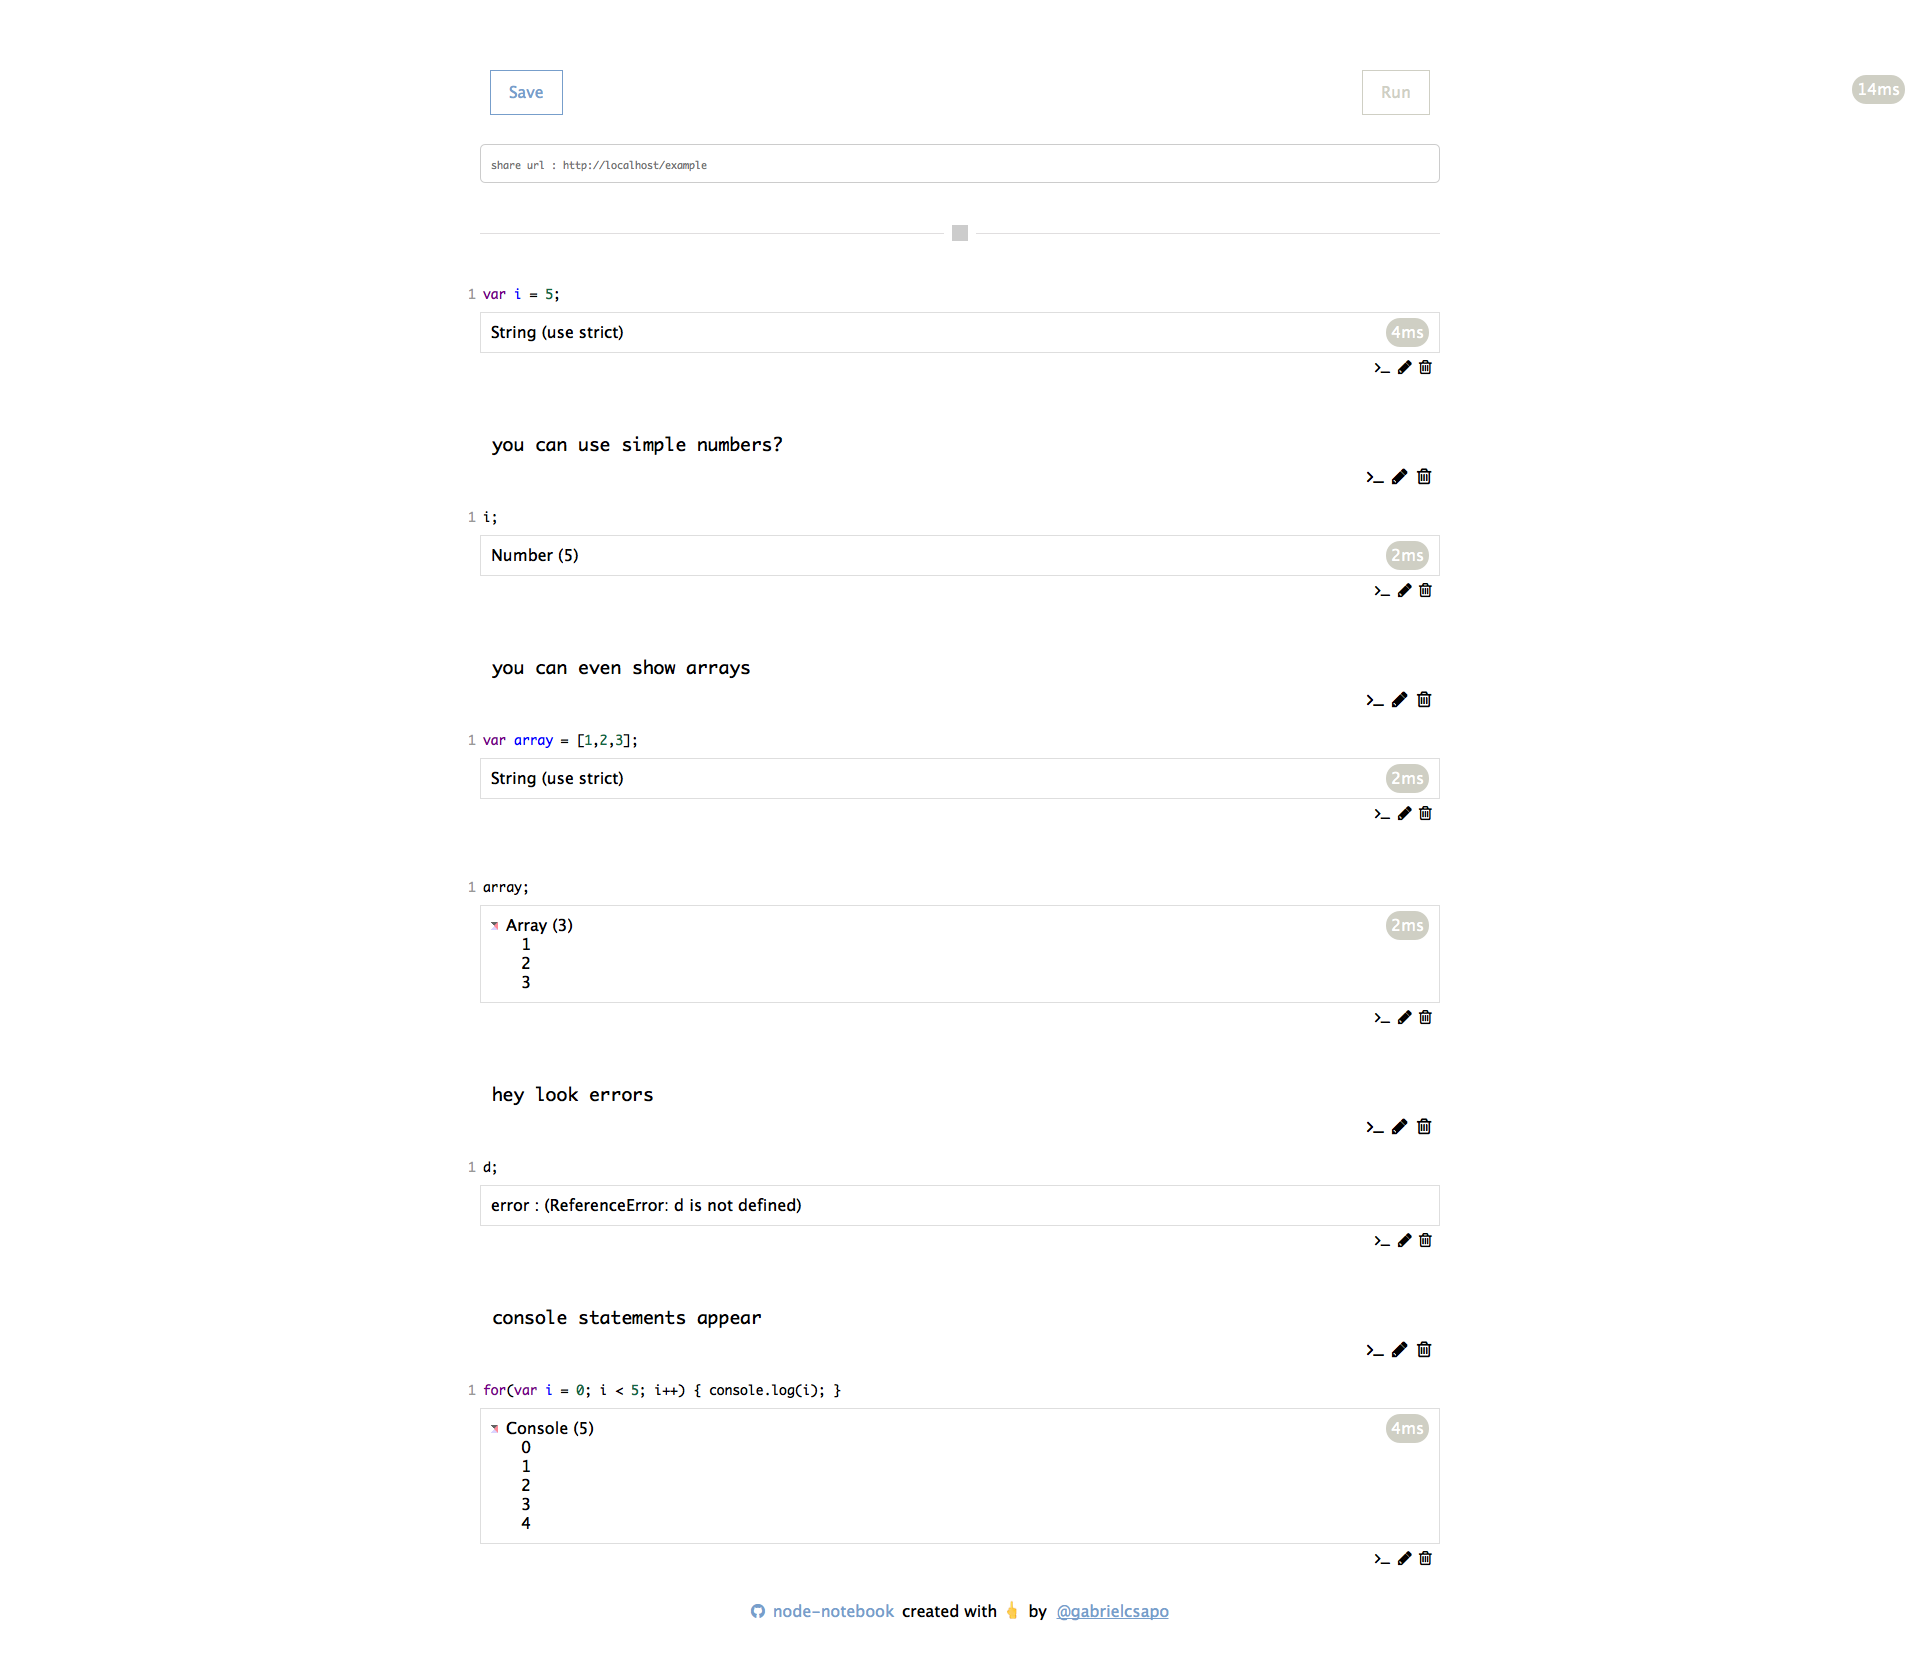 Save Run 14ms
share url : http://localhost/example
1 var i = 5;
String (use strict) 4ms
you can use simple numbers?
1 i;
Number (5) 2ms
you can even show arrays
1 var array = [1,2,3];
String (use strict) 2ms
1 array;
Array (3) 2ms
1
2
3
hey look errors
1 d;
error : (ReferenceError: d is not defined)
console statements appear
1 for(var i = 0; i < 5; i++) { console.log(i); }
Console (5) 4ms
0
1
2
3
4
node-notebook created with 👆 by @gabrielcsapo